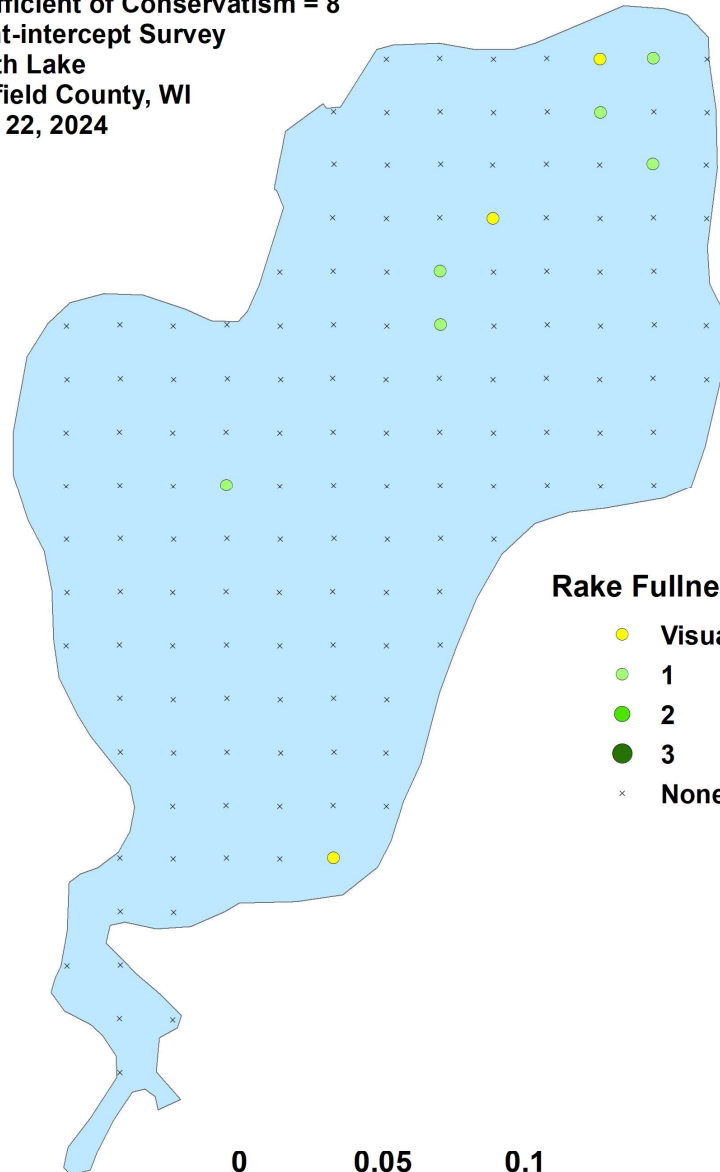 fficient of Conservatism = 8
t-intercept Survey
th Lake
field County, WI
22, 2024
Rake Fullne
Visua
1
2
3
None
0 0.05 0.1